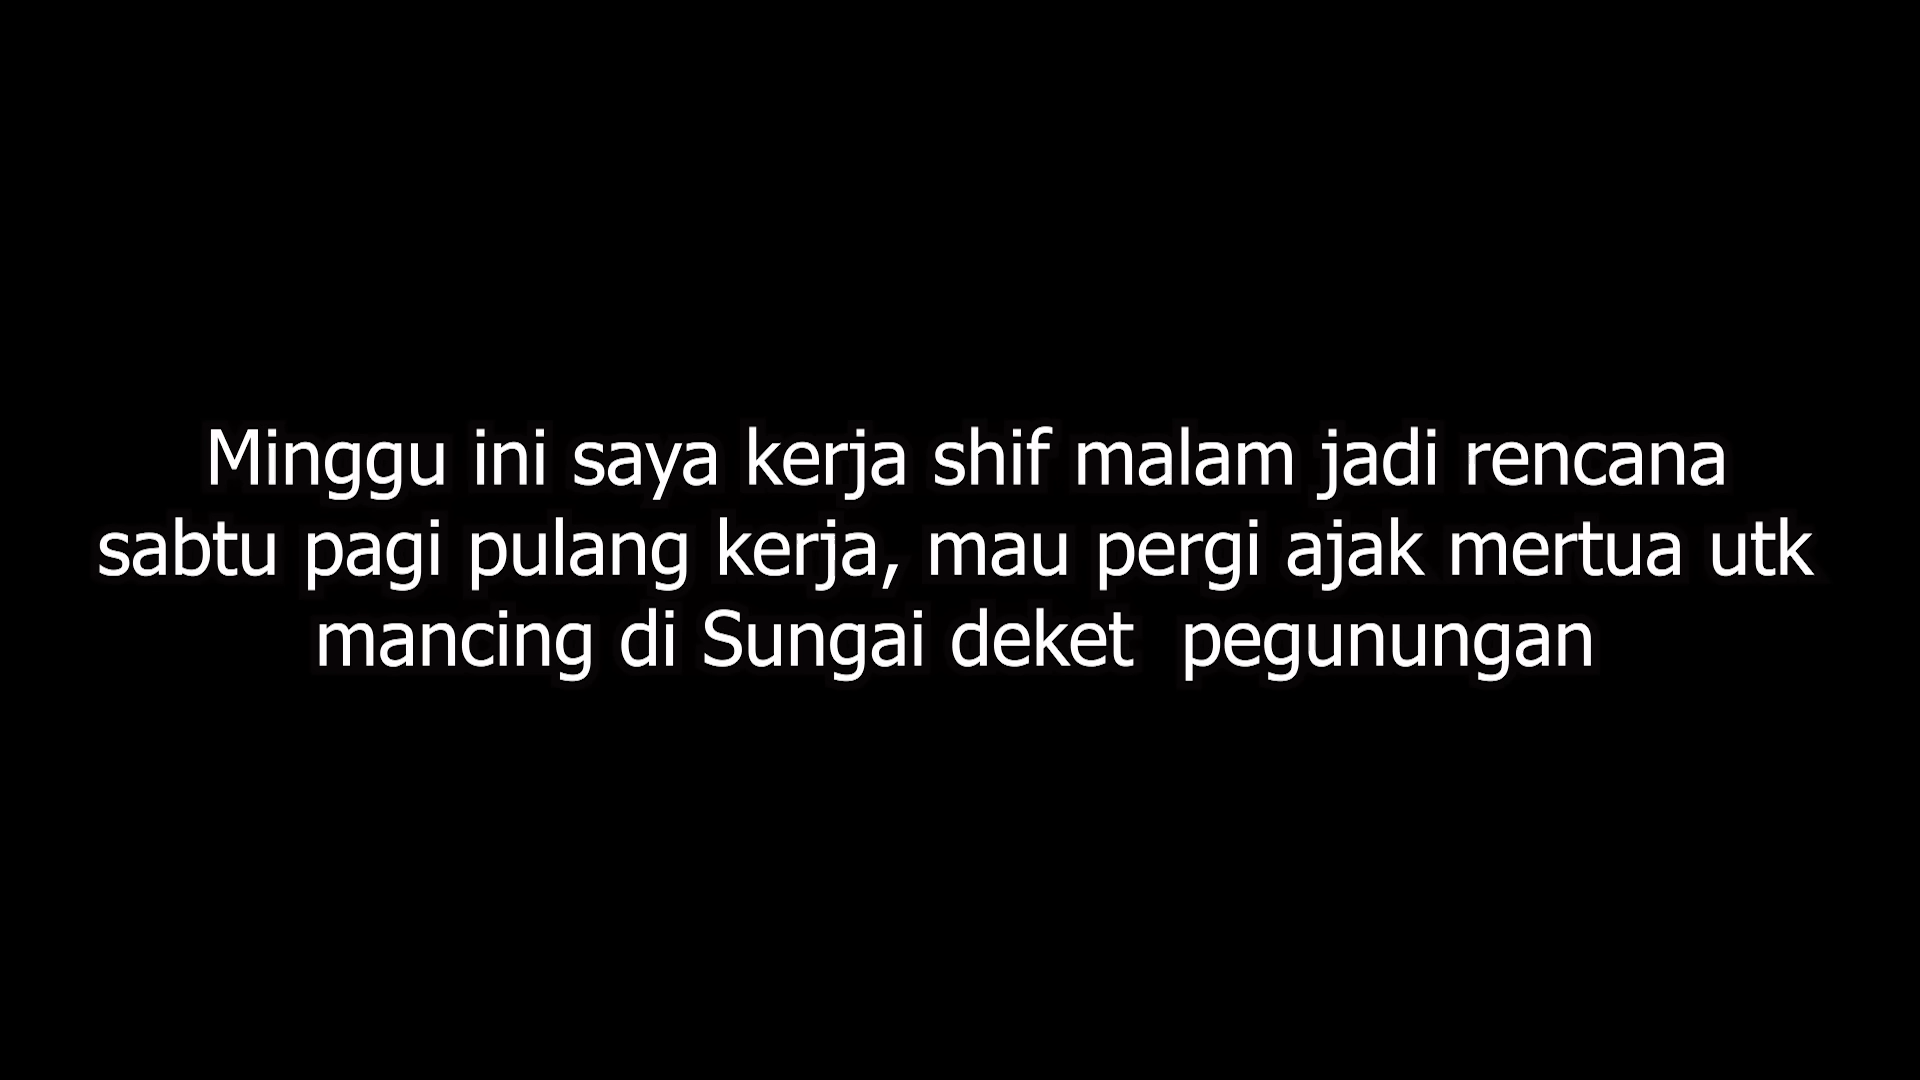 Minggu ini saya kerja shif malam jadi rencana
sabtu pagi pulang kerja, mau pergi ajak mertua utk
mancing di Sungai deket  pegunungan